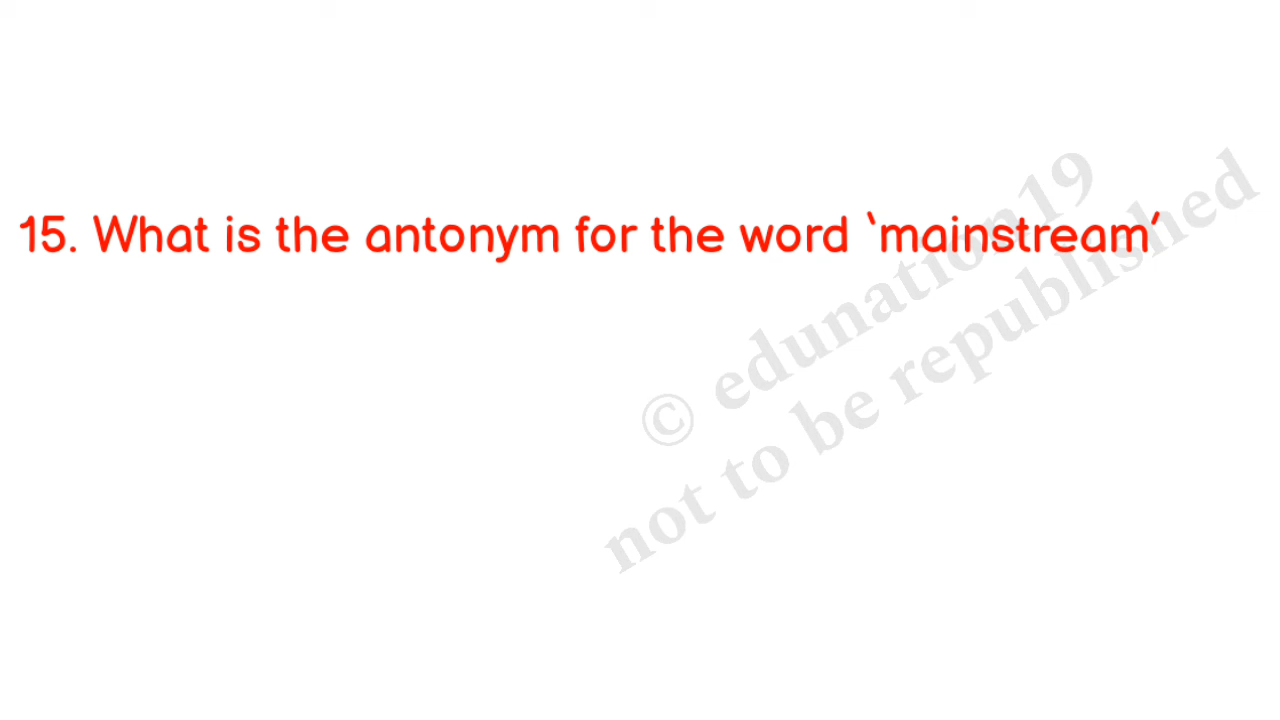 15. What is the antonym for the word ‘mainstream’
© edunation19
not to be republished